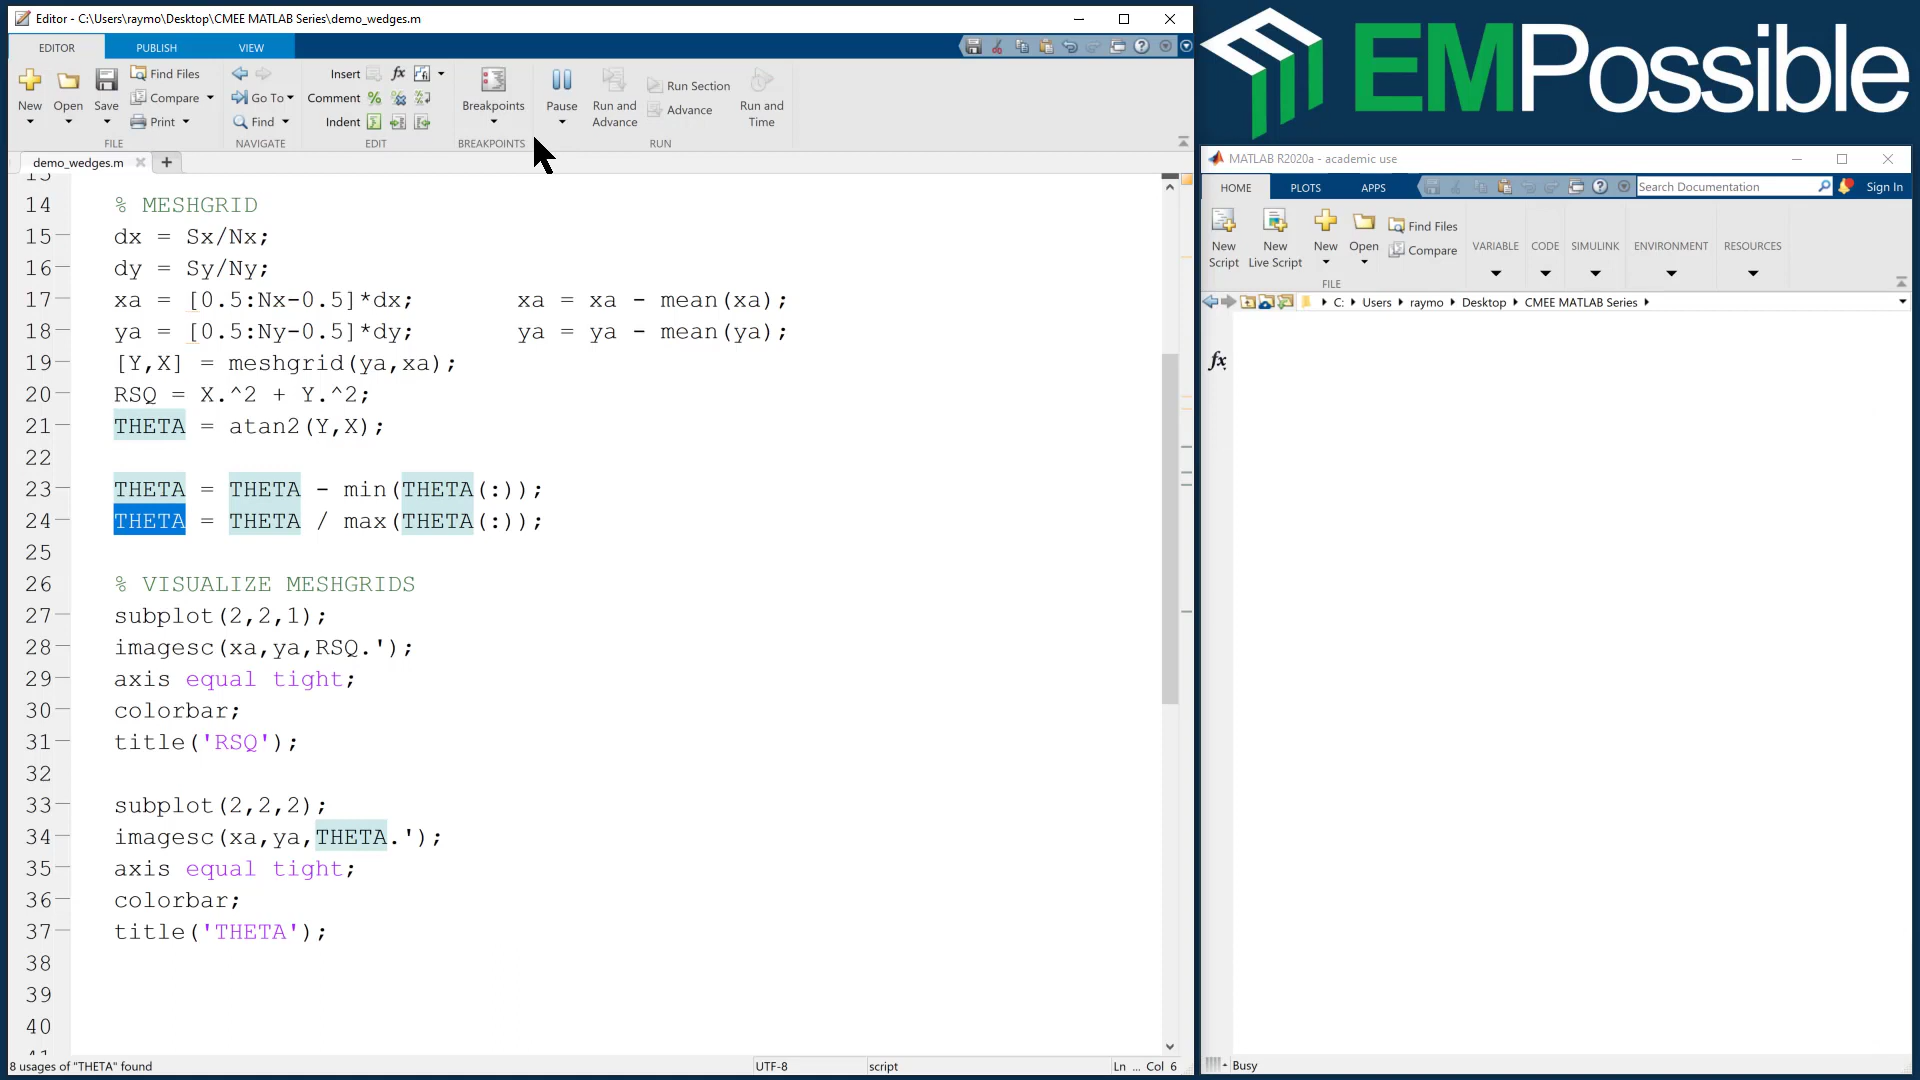 Editor - C:\Users\raymo\Desktop\CMEE MATLAB Series\demo_wedges.m
EDITOR PUBLISH VIEW
New Open Save Find Files Compare Print
FILE
Go To Find
NAVIGATE
Insert fx
Comment
Indent
EDIT
Breakpoints
BREAKPOINTS
Pause Run and Advance Run Section Advance Run and Time
RUN
demo_wedges.m
14 % MESHGRID
15 dx = Sx/Nx;
16 dy = Sy/Ny;
17 xa = [0.5:Nx-0.5]*dx; xa = xa - mean(xa);
18 ya = [0.5:Ny-0.5]*dy; ya = ya - mean(ya);
19 [Y,X] = meshgrid(ya,xa);
20 RSQ = X.^2 + Y.^2;
21 THETA = atan2(Y,X);
22
23 THETA = THETA - min(THETA(:));
24 THETA = THETA / max(THETA(:));
25
26 % VISUALIZE MESHGRIDS
27 subplot(2,2,1);
28 imagesc(xa,ya,RSQ.');
29 axis equal tight;
30 colorbar;
31 title('RSQ');
32
33 subplot(2,2,2);
34 imagesc(xa,ya,THETA.');
35 axis equal tight;
36 colorbar;
37 title('THETA');
38
39
40
8 usages of "THETA" found UTF-8 script Ln ... Col 6
EMPossible
MATLAB R2020a - academic use
HOME PLOTS APPS Search Documentation Sign In
New Script New Live Script New Open Find Files Compare
FILE
VARIABLE CODE SIMULINK ENVIRONMENT RESOURCES
C: Users raymo Desktop CMEE MATLAB Series
fx
Busy